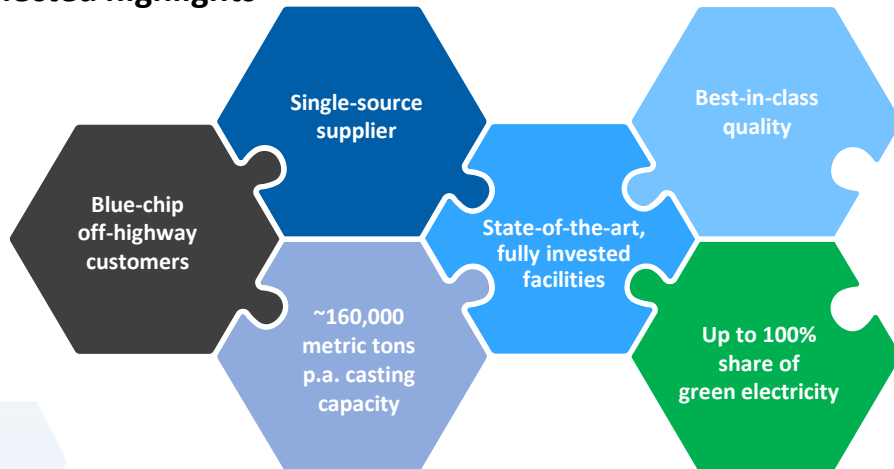 highlights
Single-source
supplier
Best-in-class
quality
Blue-chip
off-highway
customers
State-of-the-art,
fully invested
facilities
~160,000
metric tons
p.a. casting
capacity
Up to 100%
share of
green electricity